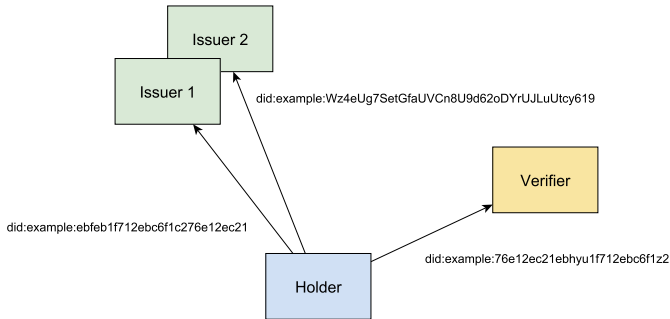 Issuer 2
Issuer 1
did:example:Wz4eUg7SetGfaUVCn8U9d62oDYrUJLuUtcy619
Verifier
did:example:ebfeb1f712ebc6f1c276e12ec21
did:example:76e12ec21ebhyu1f712ebc6f1z2
Holder